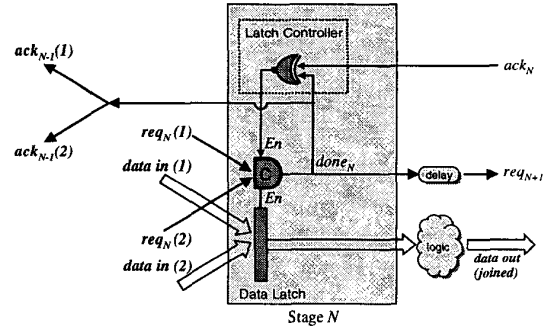 Latch Controller
ack_N-1(1)
ack_N
ack_N-1(2)
req_N(1)
En
done_N
data in (1)
C
delay
req_N+1
En
req_N(2)
logic
data in (2)
data out
(joined)
Data Latch
Stage N